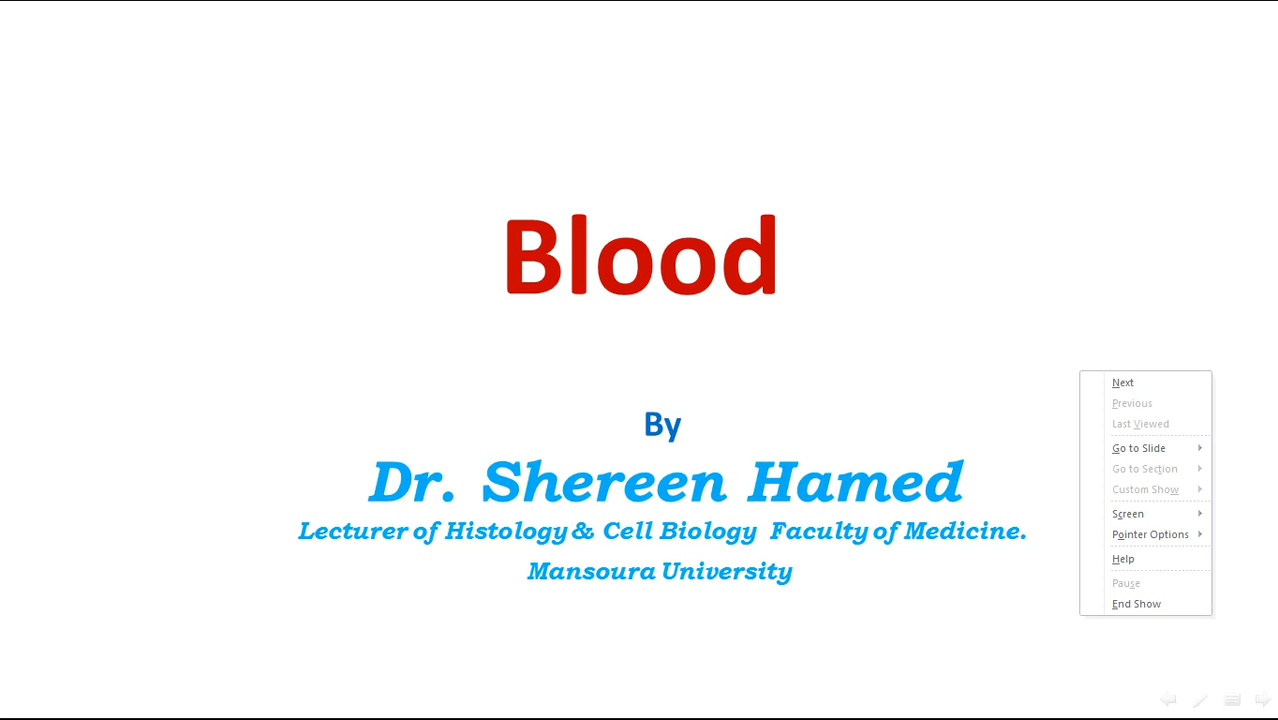 Blood
By
Dr. Shereen Hamed
Lecturer of Histology & Cell Biology Faculty of Medicine.
Mansoura University
Next
Previous
Last Viewed
Go to Slide
Go to Section
Custom Show
Screen
Pointer Options
Help
Pause
End Show